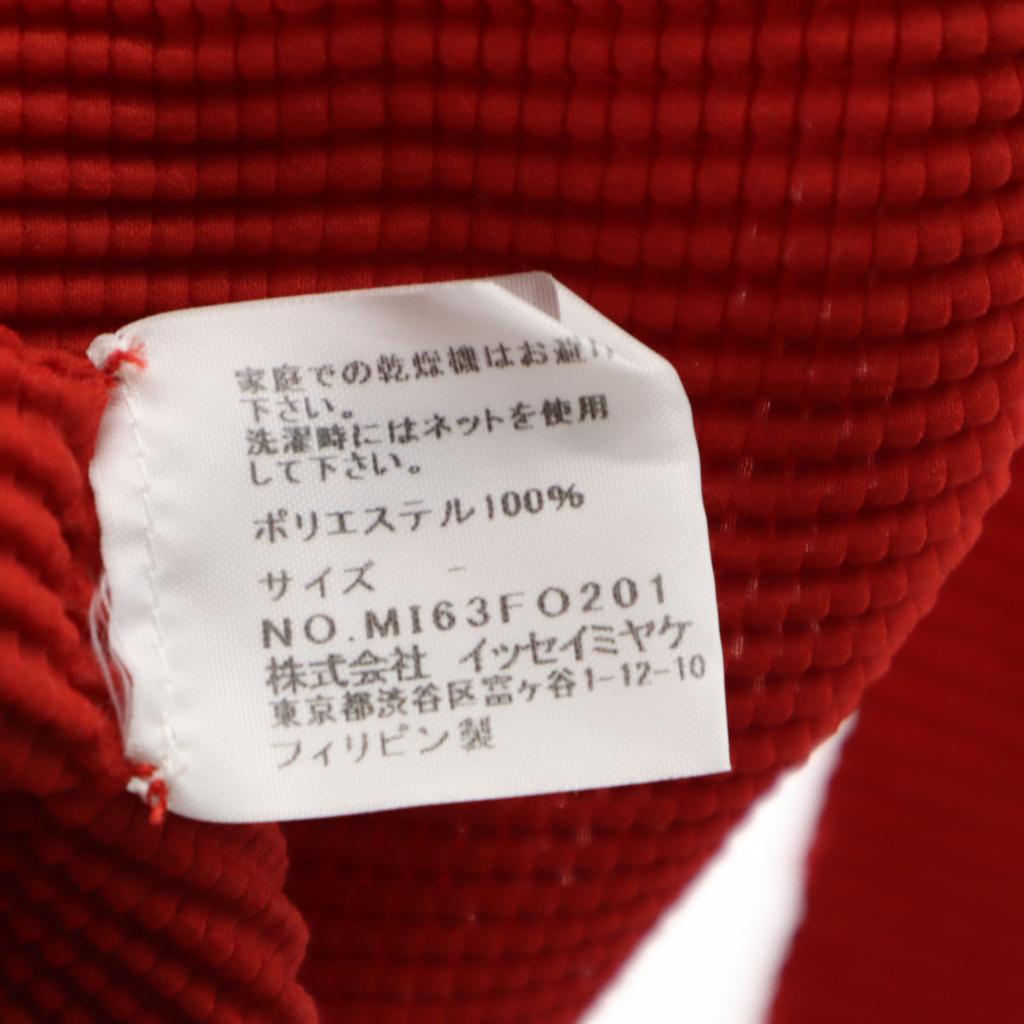 家庭での乾燥機はお避け
下さい。
洗濯時にはネットを使用
して下さい。
ポリエステル100%
サイズ -
NO.MI63FO201
株式会社 イッセイミヤケ
東京都渋谷区富ヶ谷1-12-10
フィリピン製